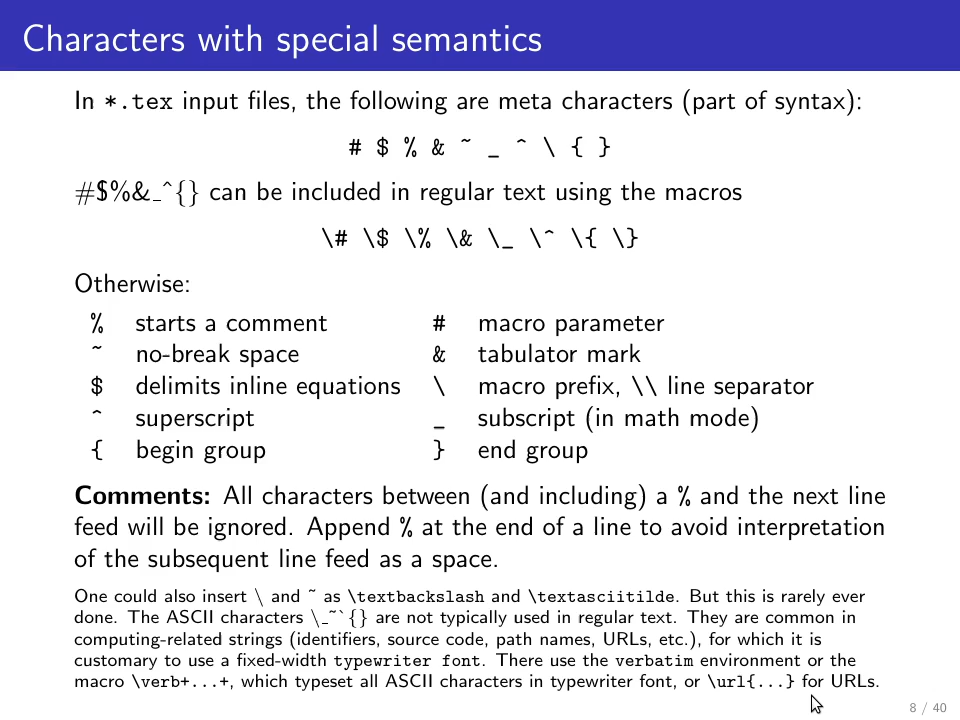 Characters with special semantics
In *.tex input files, the following are meta characters (part of syntax):
# $ % & ~ _ ^ \ { }
#$%&_^{} can be included in regular text using the macros
\# \$ \% \& \_ \^ \{ \}
Otherwise:
% starts a comment # macro parameter
~ no-break space & tabulator mark
$ delimits inline equations \ macro prefix, \\ line separator
^ superscript _ subscript (in math mode)
{ begin group } end group
Comments: All characters between (and including) a % and the next line
feed will be ignored. Append % at the end of a line to avoid interpretation
of the subsequent line feed as a space.
One could also insert \ and ~ as \textbackslash and \textasciitilde. But this is rarely ever
done. The ASCII characters \_~`{} are not typically used in regular text. They are common in
computing-related strings (identifiers, source code, path names, URLs, etc.), for which it is
customary to use a fixed-width typewriter font. There use the verbatim environment or the
macro \verb+...+, which typeset all ASCII characters in typewriter font, or \url{...} for URLs.
8 / 40